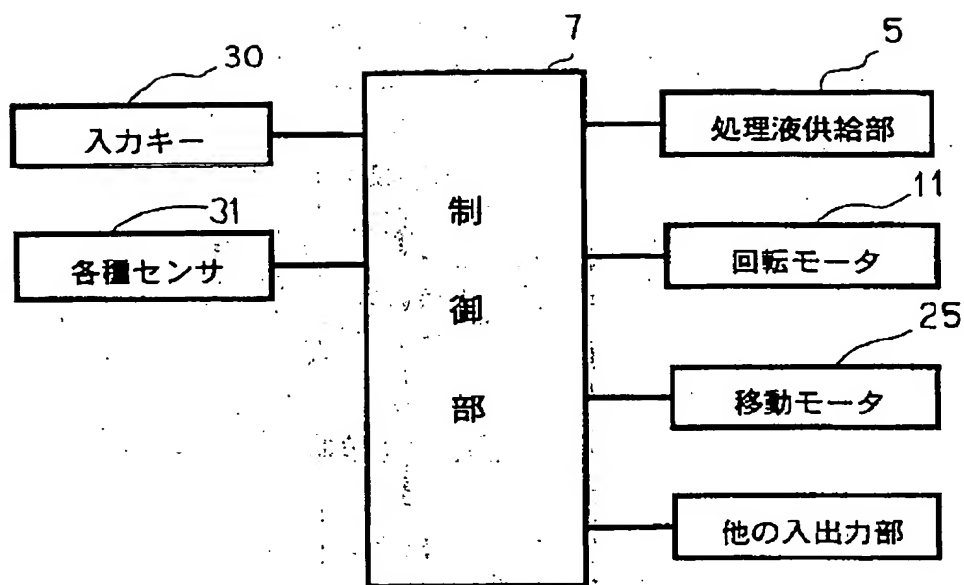 30
入力キー
31
各種センサ
7
制御部
5
処理液供給部
11
回転モータ
25
移動モータ
他の入出力部